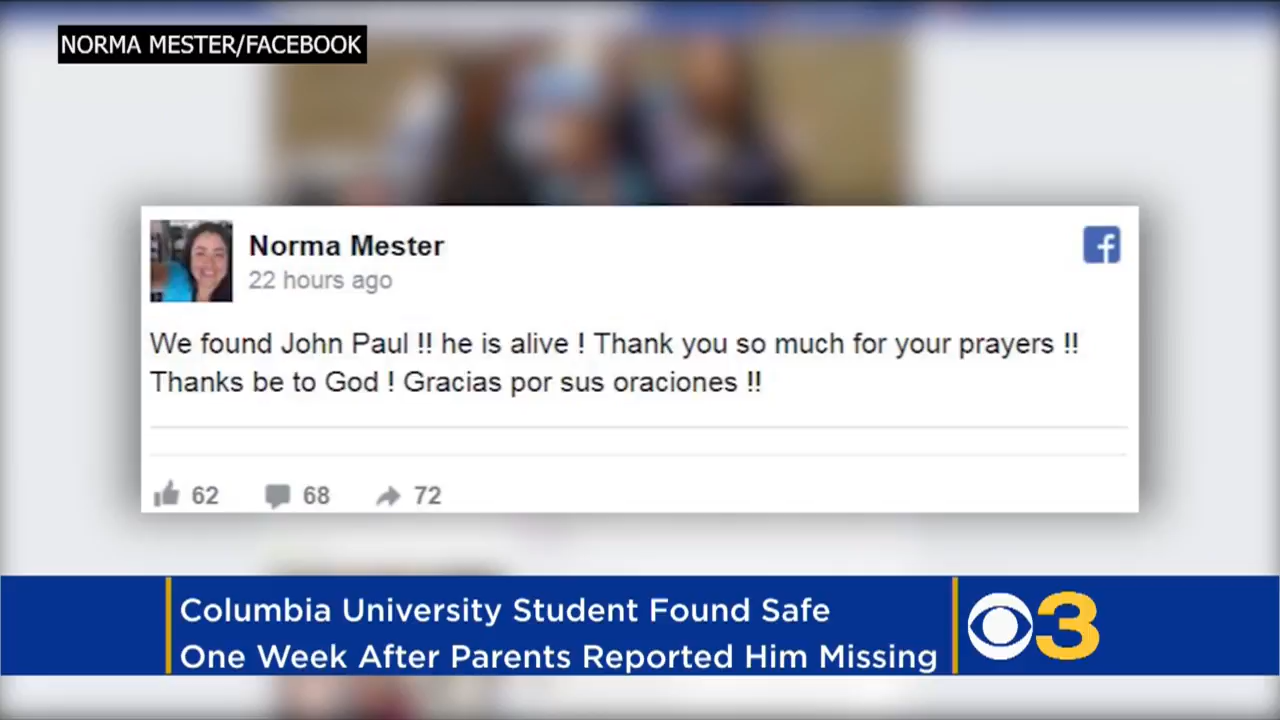 NORMA MESTER/FACEBOOK
Norma Mester
22 hours ago
We found John Paul !! he is alive ! Thank you so much for your prayers !!
Thanks be to God ! Gracias por sus oraciones !!
62 68 72
Columbia University Student Found Safe
One Week After Parents Reported Him Missing
3